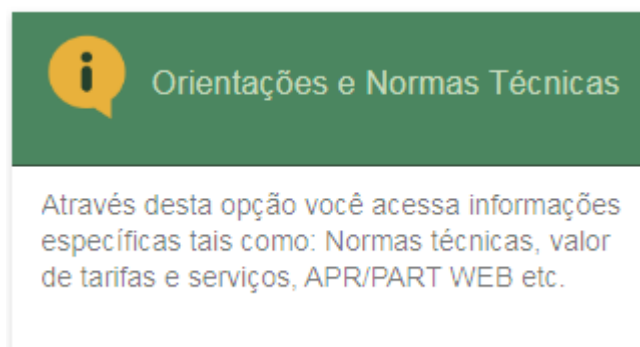 Orientações e Normas Técnicas
Através desta opção você acessa informações
específicas tais como: Normas técnicas, valor
de tarifas e serviços, APR/PART WEB etc.